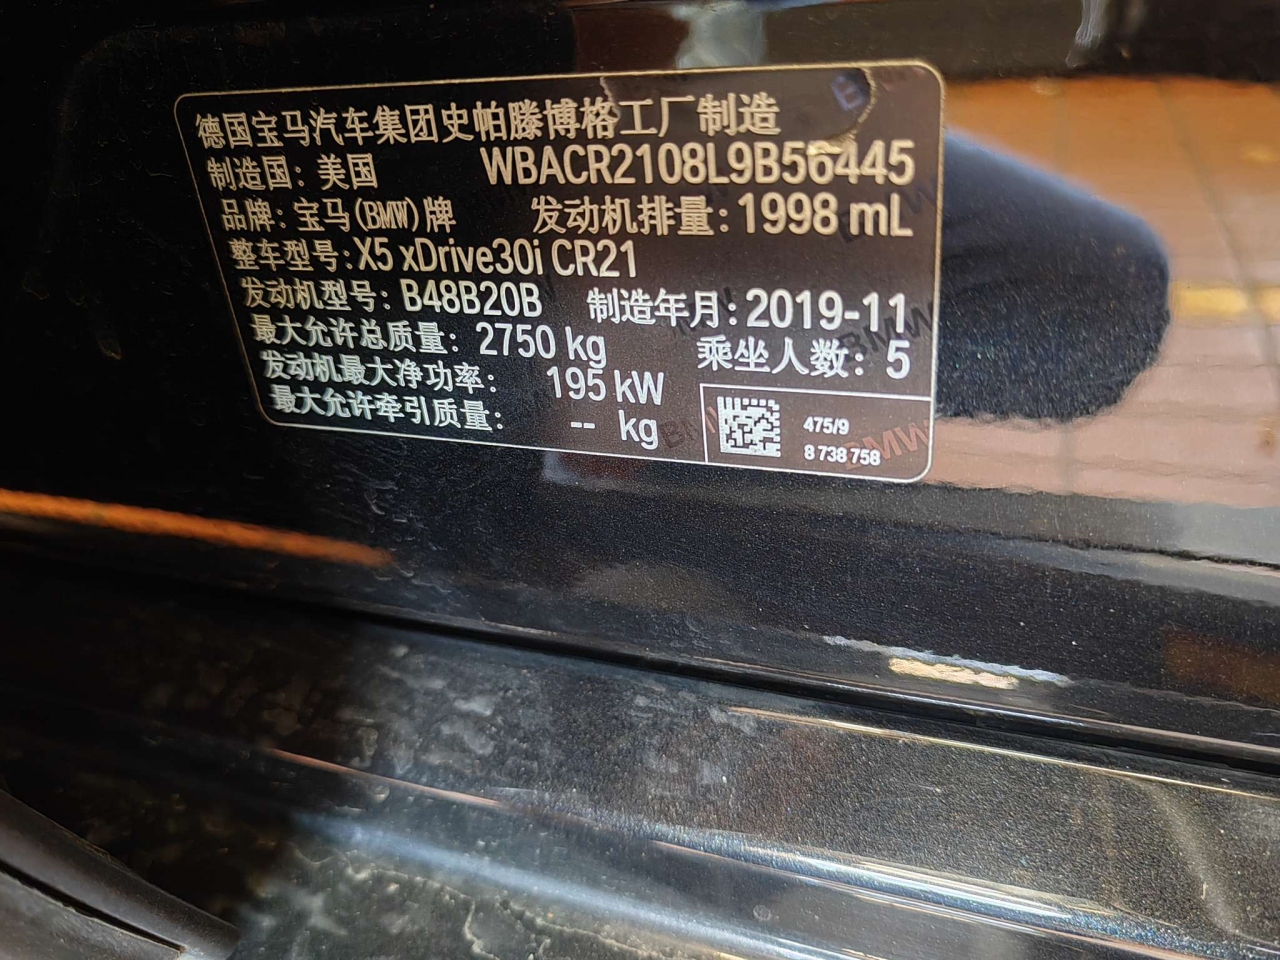 德国宝马汽车集团史帕滕博格工厂制造
制造国：美国 WBACR2108L9B56445
品牌：宝马(BMW)牌 发动机排量：1998 mL
整车型号：X5 xDrive30i CR21
发动机型号：B48B20B 制造年月：2019-11
最大允许总质量：2750 kg 乘坐人数：5
发动机最大净功率：195 kW
最大允许牵引质量：-- kg
475/9
8 738 758